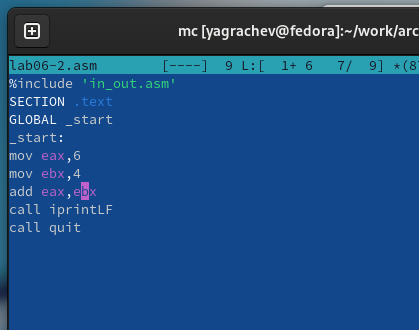 mc [yagrachev@fedora]:~/work/arc
lab06-2.asm [----] 9 L:[ 1+ 6 7/ 9] *(8
%include 'in_out.asm'
SECTION .text
GLOBAL _start
_start:
mov eax,6
mov ebx,4
add eax,ebx
call iprintLF
call quit